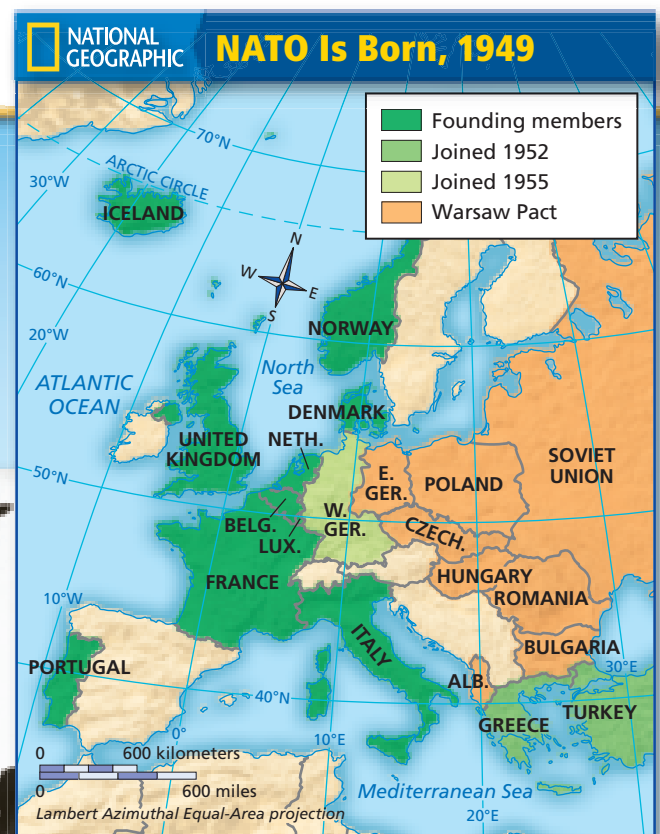 NATIONAL
GEOGRAPHIC
NATO Is Born, 1949
Founding members
Joined 1952
Joined 1955
Warsaw Pact
70°N
ARCTIC CIRCLE
30°W
ICELAND
N
W
E
S
60°N
20°W
NORWAY
North
Sea
ATLANTIC
OCEAN
DENMARK
UNITED
KINGDOM
NETH.
SOVIET
UNION
E.
GER.
POLAND
50°N
W.
GER.
BELG.
LUX.
CZECH.
FRANCE
HUNGARY
ROMANIA
10°W
ITALY
BULGARIA
PORTUGAL
30°E
ALB.
40°N
GREECE
TURKEY
0°
10°E
0 600 kilometers
0 600 miles
Mediterranean Sea
Lambert Azimuthal Equal-Area projection
20°E